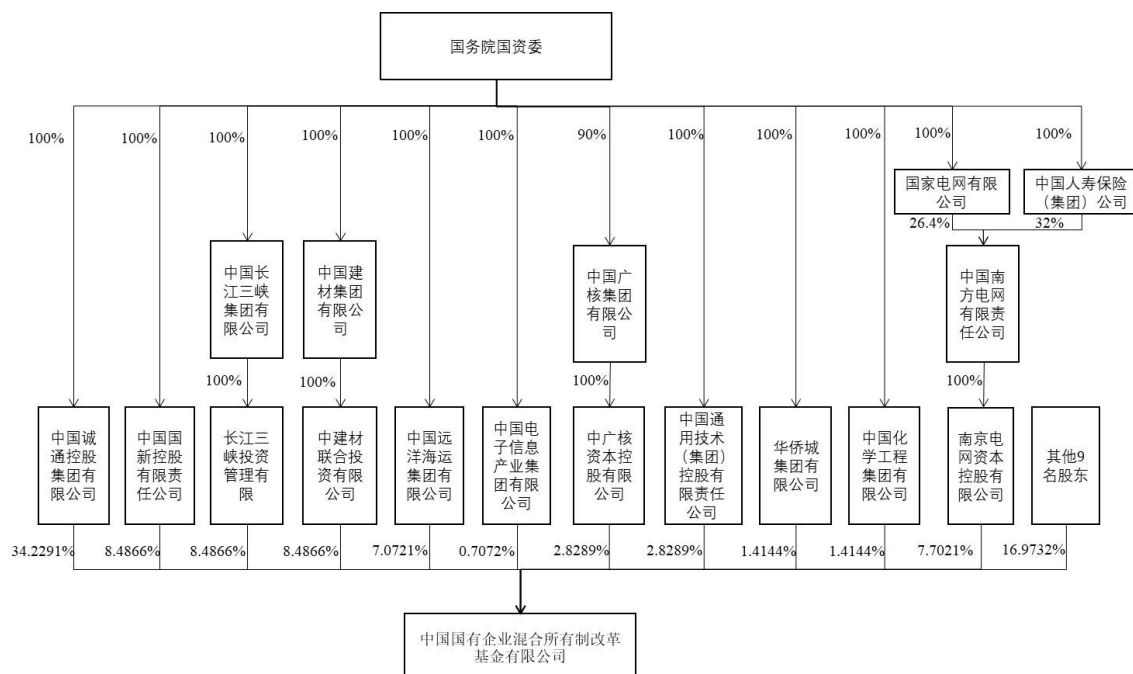 国务院国资委
100%
100%
100%
100%
100%
100%
90%
100%
100%
100%
100%
100%
国家电网有限
公司
中国人寿保险
（集团）公司
26.4%
32%
中国长
江三峡
集团有
限公司
中国建
材集团
有限公
司
中国广
核集团
有限公
司
中国南
方电网
有限责
任公司
100%
100%
100%
100%
中国诚
通控股
集团有
限公司
中国国
新控股
有限责
任公司
长江三
峡投资
管理有
限
中建材
联合投
资有限
公司
中国远
洋海运
集团有
限公司
中国电
子信息
产业集
团有限
公司
中广核
资本控
股有限
公司
中国通
用技术
（集团）
控股有
限责任
公司
华侨城
集团有
限公司
中国化
学工程
集团有
限公司
南京电
网资本
控股有
限公司
其他9
名股东
34.2291%
8.4866%
8.4866%
8.4866%
7.0721%
0.7072%
2.8289%
2.8289%
1.4144%
1.4144%
7.7021%
16.9732%
中国国有企业混合所有制改革
基金有限公司